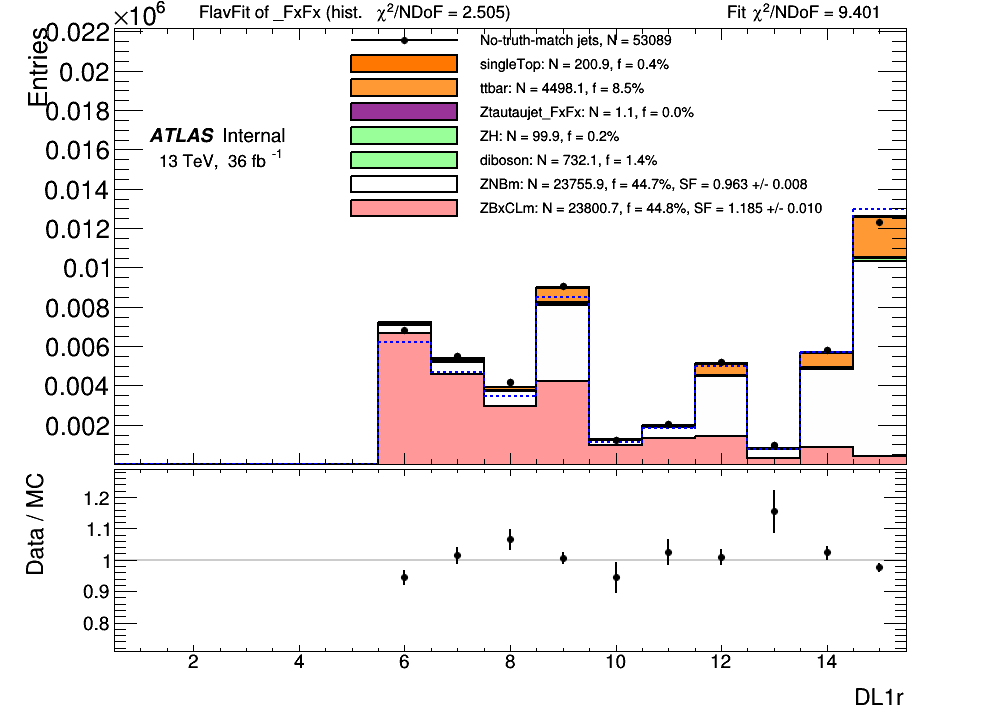 ×10⁶ FlavFit of _FxFx (hist. χ²/NDoF = 2.505) Fit χ²/NDoF = 9.401
Entries
0.022
0.02
0.018
0.016
0.014
0.012
0.01
0.008
0.006
0.004
0.002
No-truth-match jets, N = 53089
singleTop: N = 200.9, f = 0.4%
ttbar: N = 4498.1, f = 8.5%
Ztautaujet_FxFx: N = 1.1, f = 0.0%
ZH: N = 99.9, f = 0.2%
diboson: N = 732.1, f = 1.4%
ZNBm: N = 23755.9, f = 44.7%, SF = 0.963 +/- 0.008
ZBxCLm: N = 23800.7, f = 44.8%, SF = 1.185 +/- 0.010
ATLAS Internal
13 TeV, 36 fb⁻¹
Data / MC
1.2
1.1
1
0.9
0.8
2 4 6 8 10 12 14
DL1r